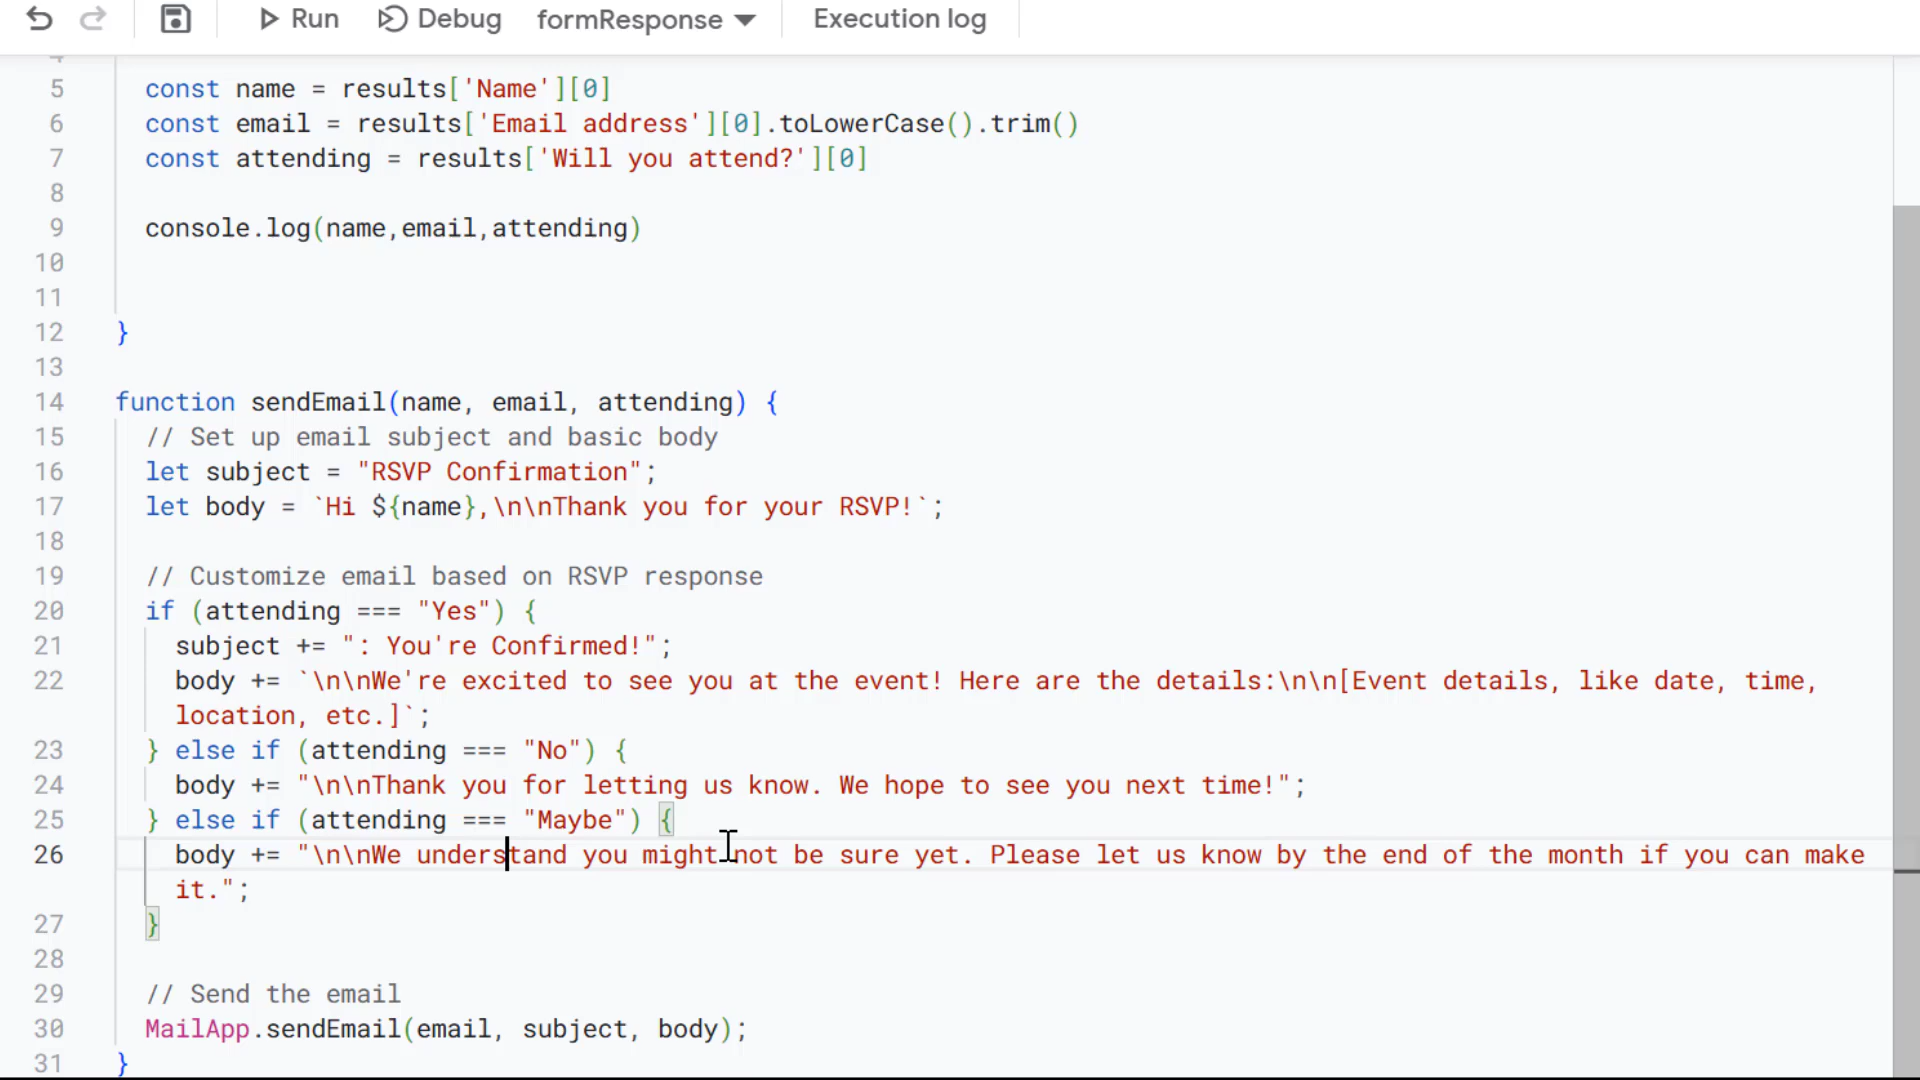 Run Debug formResponse Execution log
5 const name = results['Name'][0]
6 const email = results['Email address'][0].toLowerCase().trim()
7 const attending = results['Will you attend?'][0]
8
9 console.log(name,email,attending)
10
11
12 }
13
14 function sendEmail(name, email, attending) {
15 // Set up email subject and basic body
16 let subject = "RSVP Confirmation";
17 let body = `Hi ${name},\n\nThank you for your RSVP!`;
18
19 // Customize email based on RSVP response
20 if (attending === "Yes") {
21 subject += ": You're Confirmed!";
22 body += `\n\nWe're excited to see you at the event! Here are the details:\n\n[Event details, like date, time,
location, etc.]`;
23 } else if (attending === "No") {
24 body += "\n\nThank you for letting us know. We hope to see you next time!";
25 } else if (attending === "Maybe") {
26 body += "\n\nWe understand you might not be sure yet. Please let us know by the end of the month if you can make
it.";
27 }
28
29 // Send the email
30 MailApp.sendEmail(email, subject, body);
31 }